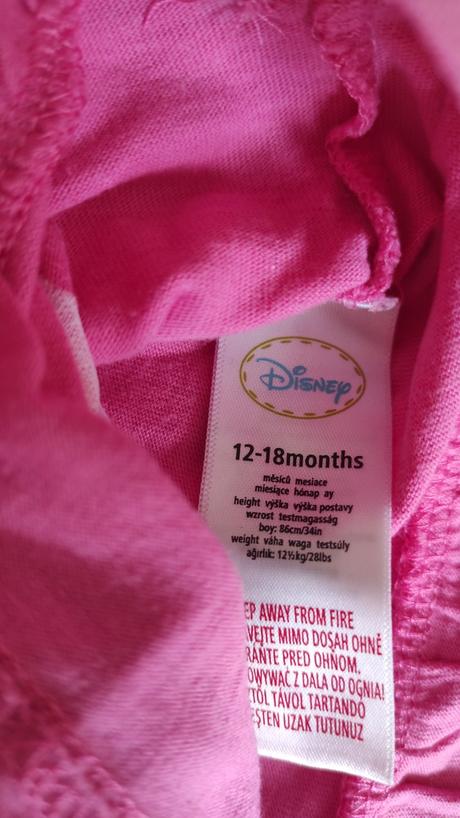 Disney
12-18months
měsíců mesiace
miesiące hónap ay
height výška výška postavy
wzrost testmagasság
boy: 86cm/34in
weight váha waga testsúly
ağırlık: 12½kg/28lbs
EP AWAY FROM FIRE
VEJTE MIMO DOSAH OHNĚ
RÁNTE PRED OHŇOM,
OWYWAĆ Z DALA OD OGNIA!
TŐL TÁVOL TARTANDÓ
EŞTEN UZAK TUTUNUZ